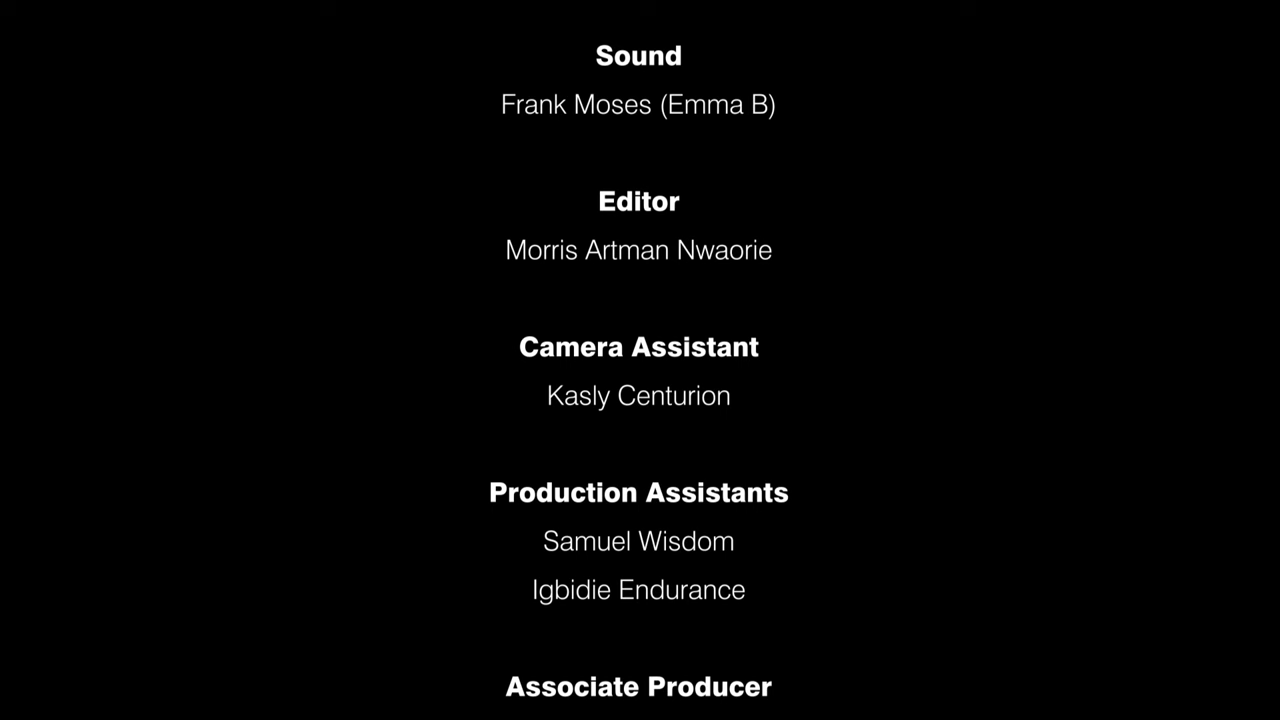 Sound
Frank Moses (Emma B)
Editor
Morris Artman Nwaorie
Camera Assistant
Kasly Centurion
Production Assistants
Samuel Wisdom
Igbidie Endurance
Associate Producer